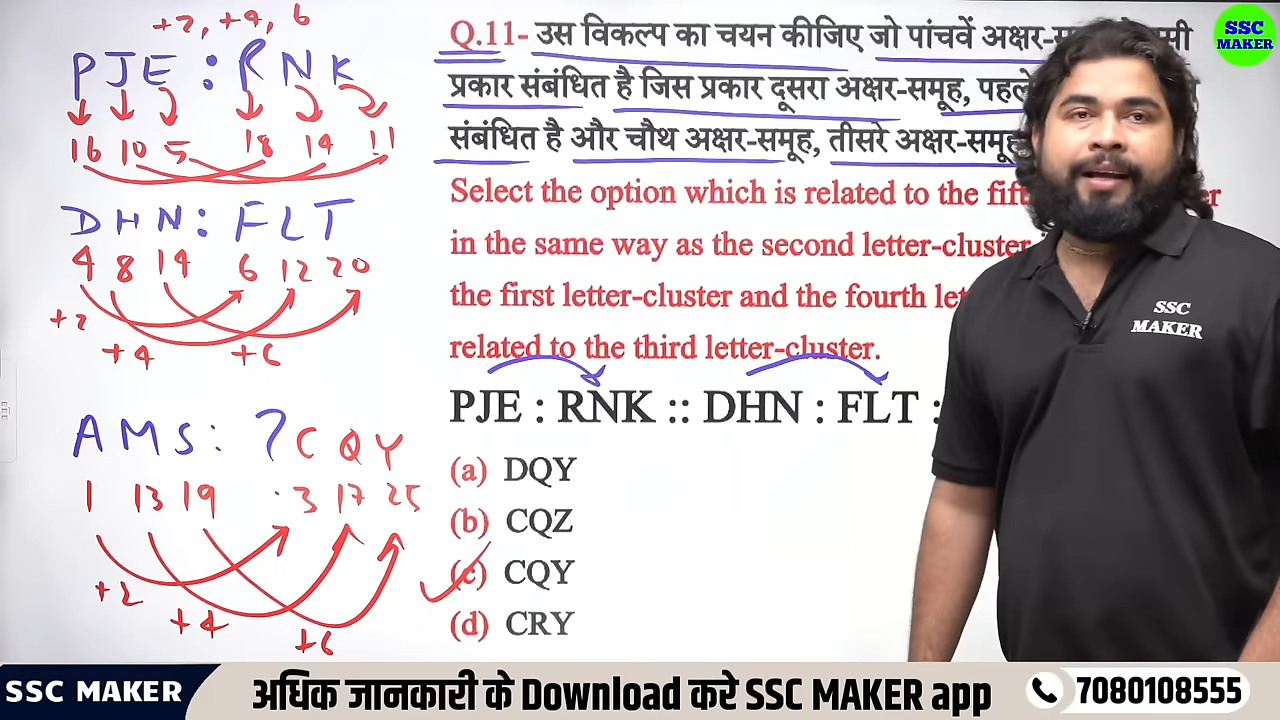 +2, +4, 6
PJE : RNK
16 10 5 18 14 11
DHN : FLT
4 8 14 6 12 20
+2
+4 +6
AMS : ? CQY
1 13 19 3 17 25
+2
+4
+6
Q.11- उस विकल्प का चयन कीजिए जो पांचवें
प्रकार संबंधित है जिस प्रकार दूसरा अक्षर-समूह,
संबंधित है और चौथ अक्षर-समूह, तीसरे अक्षर-समूह
Select the option which is related to the
in the same way as the second letter-cluster
the first letter-cluster and the fourth
related to the third letter-cluster.
PJE : RNK :: DHN : FLT :
(a) DQY
(b) CQZ
(c) CQY
(d) CRY
SSC
MAKER
SSC
MAKER
SSC MAKER
अधिक जानकारी के Download करे SSC MAKER app
7080108555